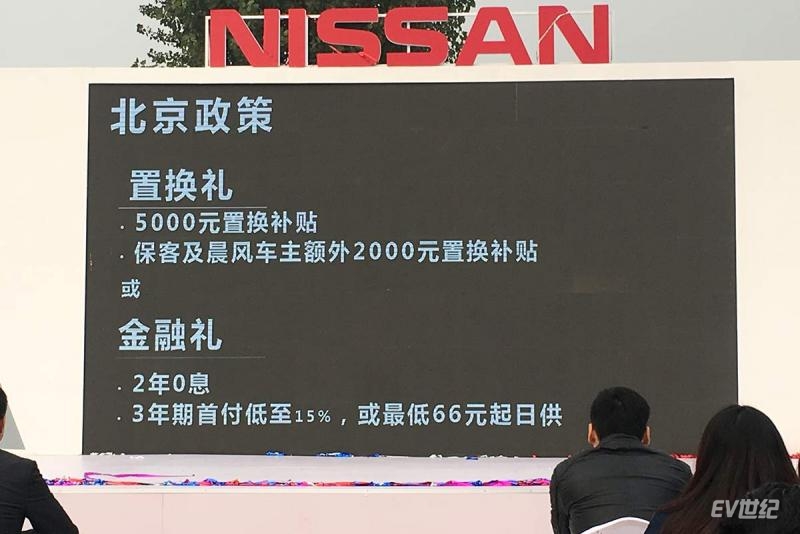 NISSAN
北京政策
置换礼
· 5000元置换补贴
· 保客及晨风车主额外2000元置换补贴
或
金融礼
· 2年0息
· 3年期首付低至15%，或最低66元起日供
EV世纪